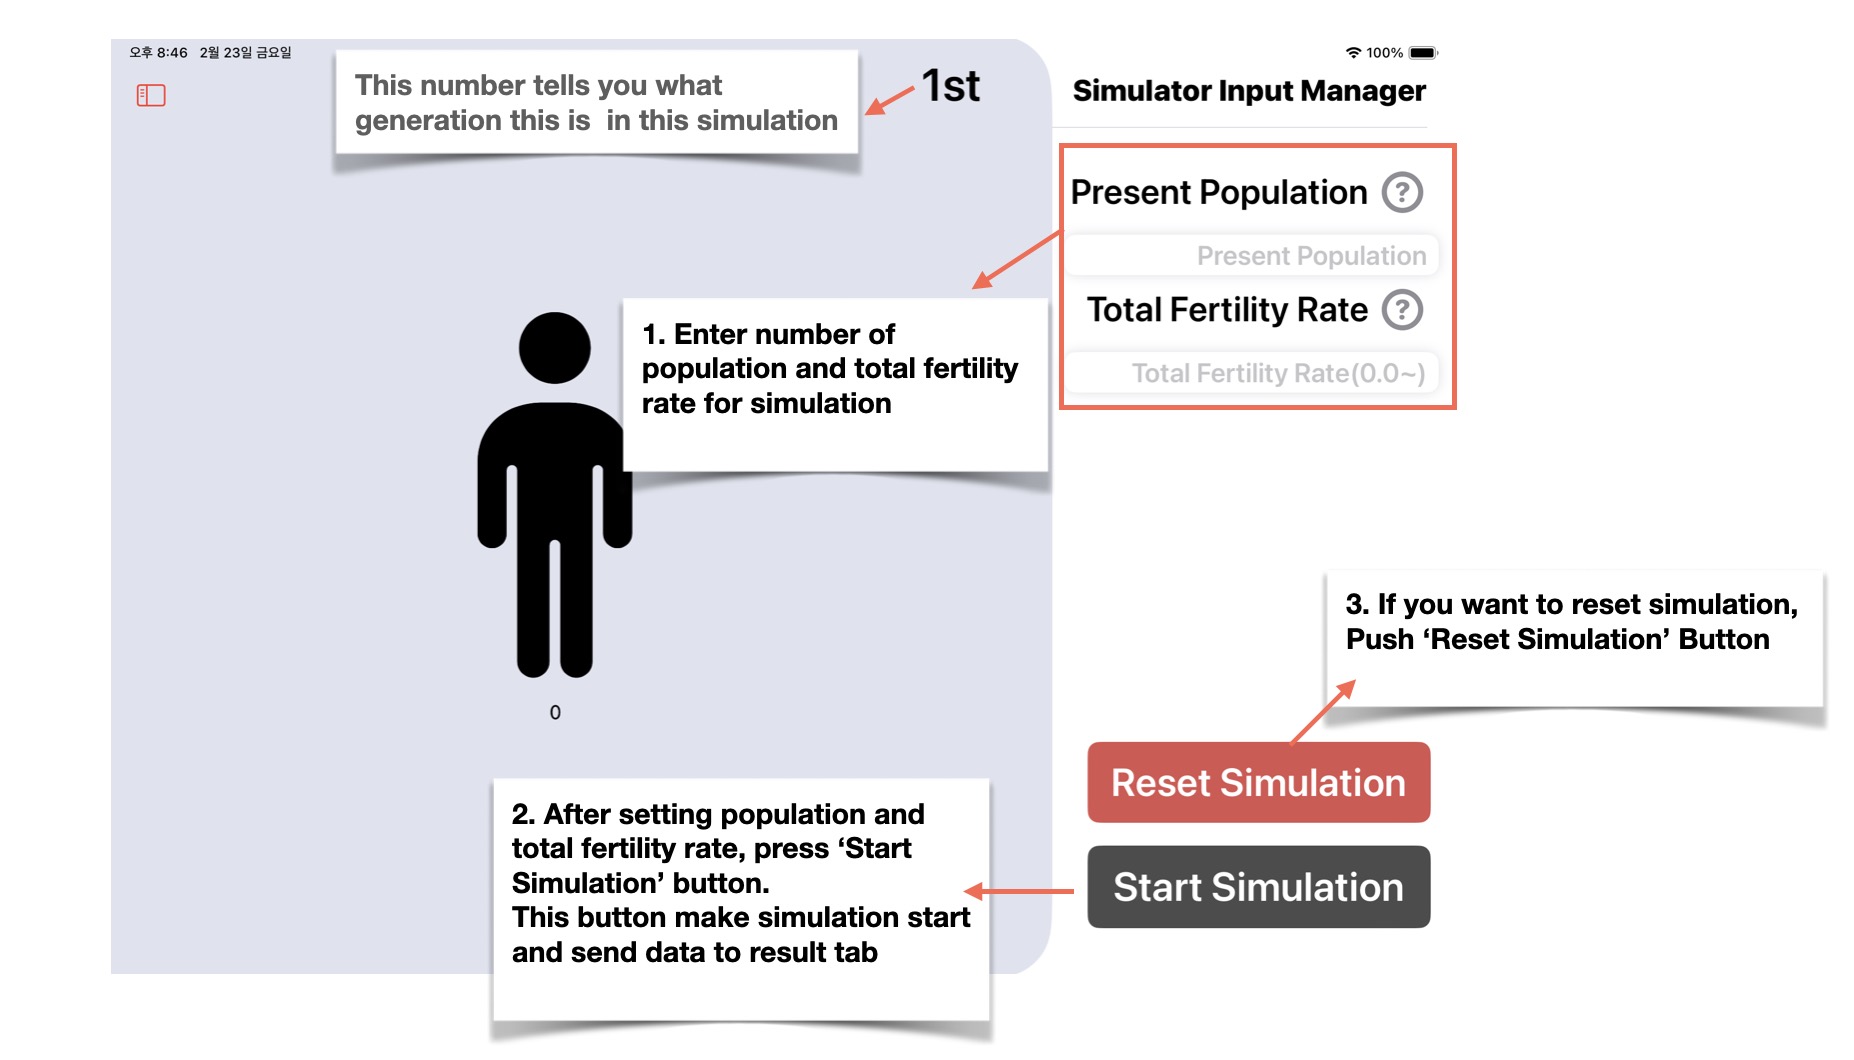 오후 8:46 2월 23일 금요일
100%
This number tells you what
generation this is  in this simulation
1st
Simulator Input Manager
Present Population ?
Present Population
Total Fertility Rate ?
Total Fertility Rate(0.0~)
1. Enter number of
population and total fertility
rate for simulation
0
3. If you want to reset simulation,
Push ‘Reset Simulation’ Button
Reset Simulation
Start Simulation
2. After setting population and
total fertility rate, press ‘Start
Simulation’ button.
This button make simulation start
and send data to result tab